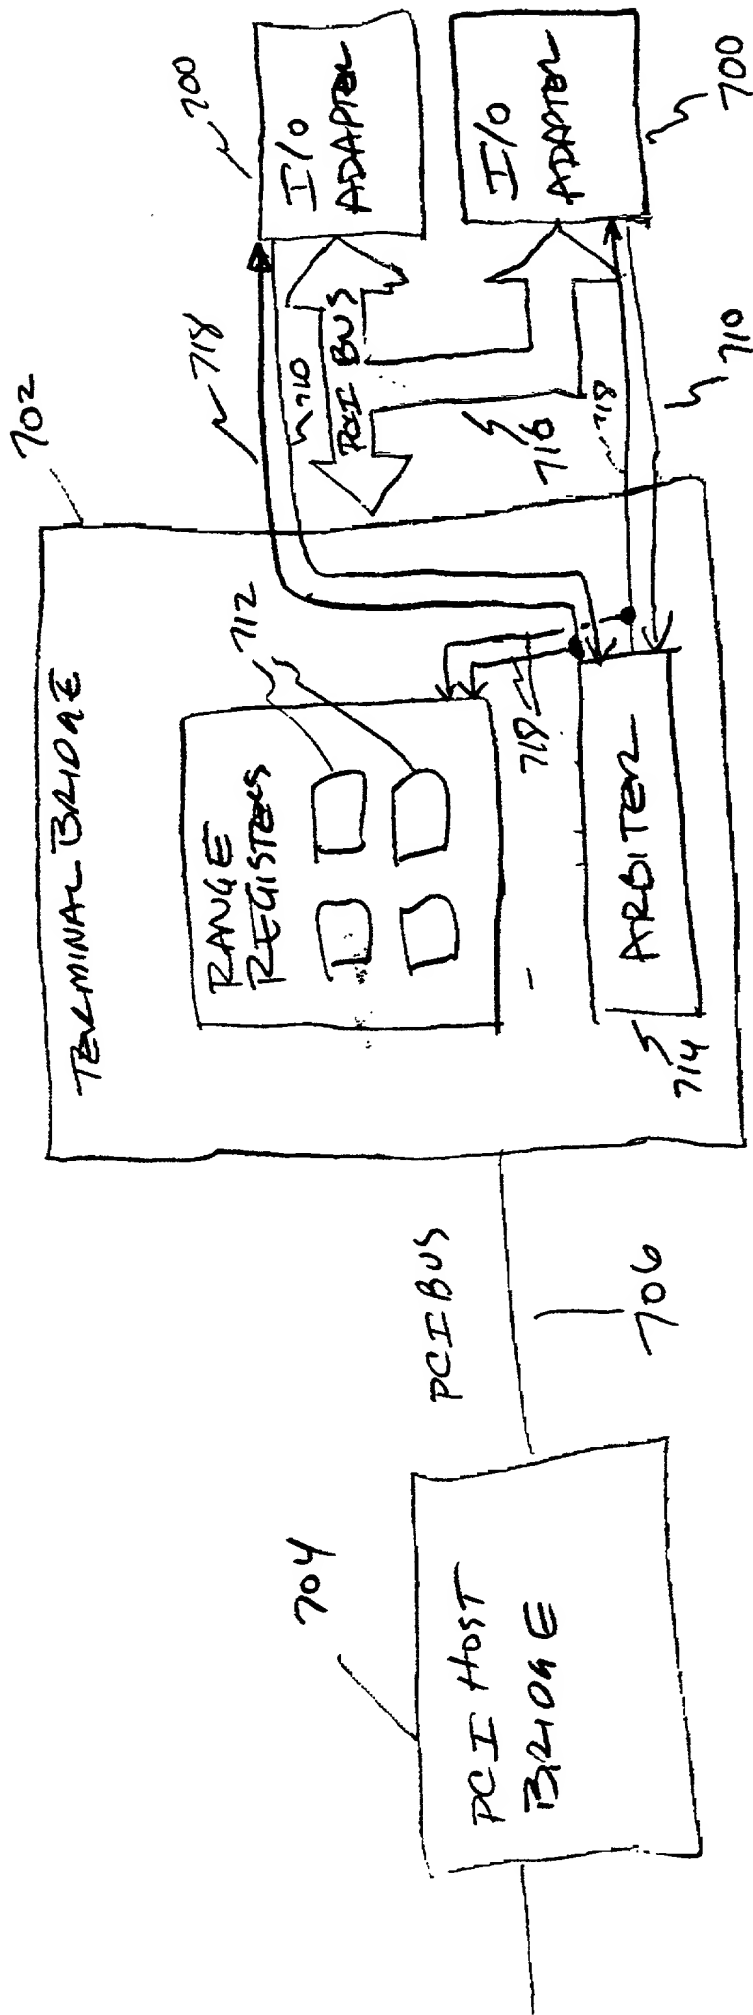 704
PCI HOST
BRIDGE
PCI BUS
706
702
TERMINAL BRIDGE
RANGE
REGISTERS
712
718
ARBITER
714
718
710
PCI BUS
716
718
710
700
I/O
ADAPTER
I/O
ADAPTER
700